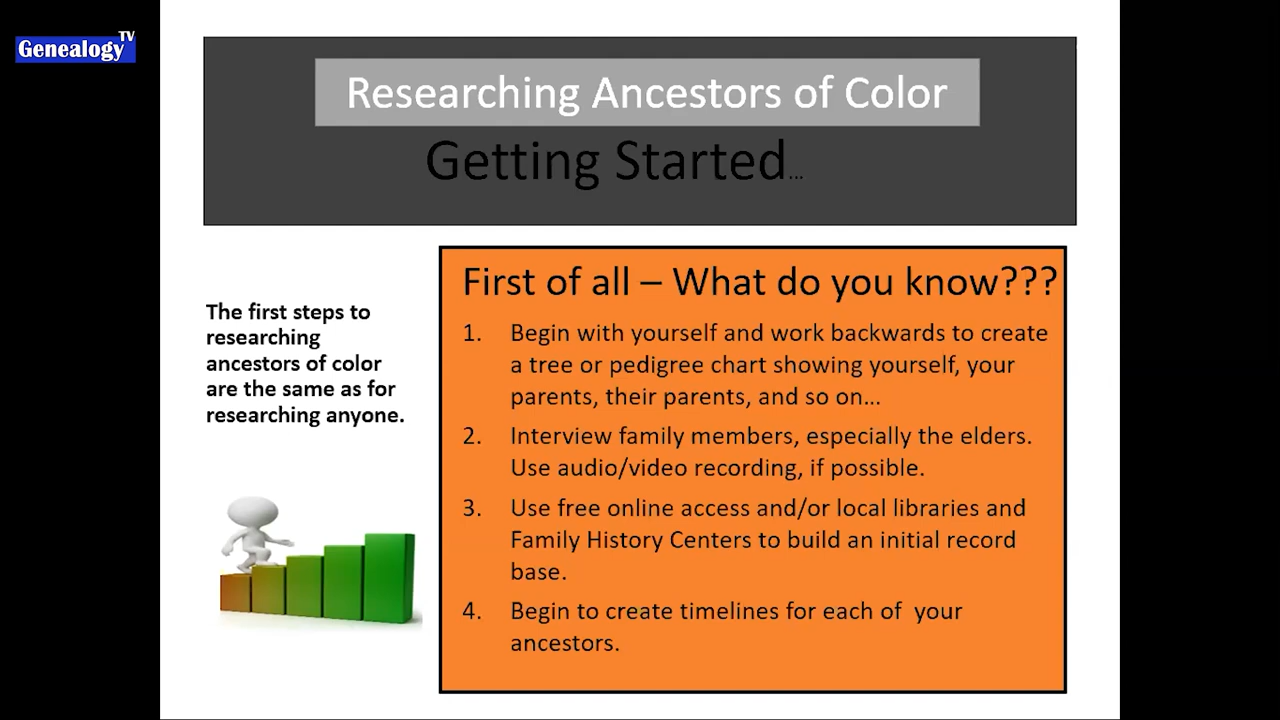 Genealogy TV
Researching Ancestors of Color
Getting Started...
The first steps to
researching
ancestors of color
are the same as for
researching anyone.
First of all – What do you know???
1. Begin with yourself and work backwards to create
a tree or pedigree chart showing yourself, your
parents, their parents, and so on…
2. Interview family members, especially the elders.
Use audio/video recording, if possible.
3. Use free online access and/or local libraries and
Family History Centers to build an initial record
base.
4. Begin to create timelines for each of  your
ancestors.